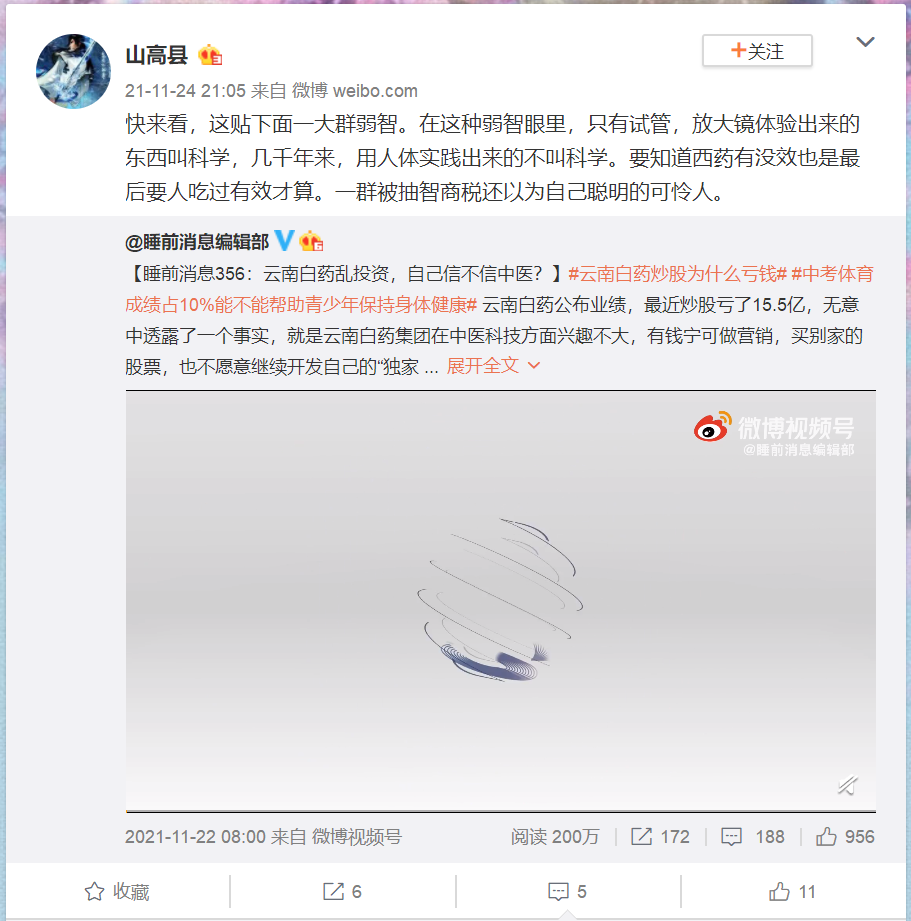 山高县
+关注
21-11-24 21:05 来自 微博 weibo.com
快来看，这贴下面一大群弱智。在这种弱智眼里，只有试管，放大镜体验出来的
东西叫科学，几千年来，用人体实践出来的不叫科学。要知道西药有没效也是最
后要人吃过有效才算。一群被抽智商税还以为自己聪明的可怜人。
@睡前消息编辑部
【睡前消息356：云南白药乱投资，自己信不信中医？】#云南白药炒股为什么亏钱# #中考体育
成绩占10%能不能帮助青少年保持身体健康# 云南白药公布业绩，最近炒股亏了15.5亿，无意
中透露了一个事实，就是云南白药集团在中医科技方面兴趣不大，有钱宁可做营销，买别家的
股票，也不愿意继续开发自己的“独家 ... 展开全文
微博视频号
@睡前消息编辑部
2021-11-22 08:00 来自 微博视频号 阅读 200万 172 188 956
收藏 6 5 11